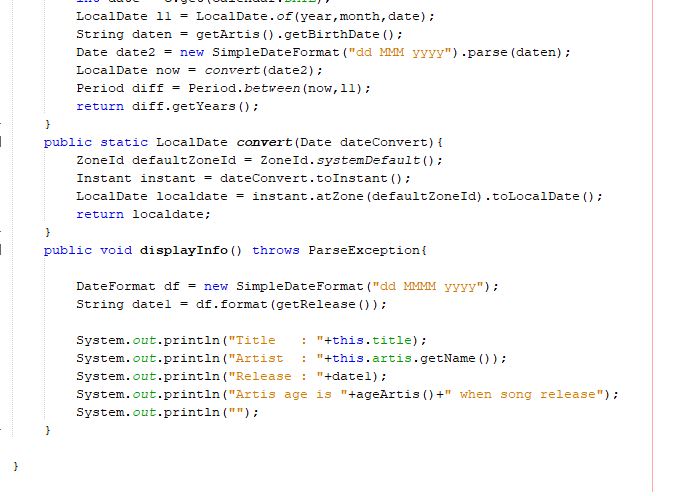 LocalDate l1 = LocalDate.of(year,month,date);
String daten = getArtis().getBirthDate();
Date date2 = new SimpleDateFormat("dd MMM yyyy").parse(daten);
LocalDate now = convert(date2);
Period diff = Period.between(now,l1);
return diff.getYears();
}
public static LocalDate convert(Date dateConvert){
ZoneId defaultZoneId = ZoneId.systemDefault();
Instant instant = dateConvert.toInstant();
LocalDate localdate = instant.atZone(defaultZoneId).toLocalDate();
return localdate;
}
public void displayInfo() throws ParseException{
DateFormat df = new SimpleDateFormat("dd MMMM yyyy");
String date1 = df.format(getRelease());
System.out.println("Title   : "+this.title);
System.out.println("Artist  : "+this.artis.getName());
System.out.println("Release : "+date1);
System.out.println("Artis age is "+ageArtis()+" when song release");
System.out.println("");
}
}